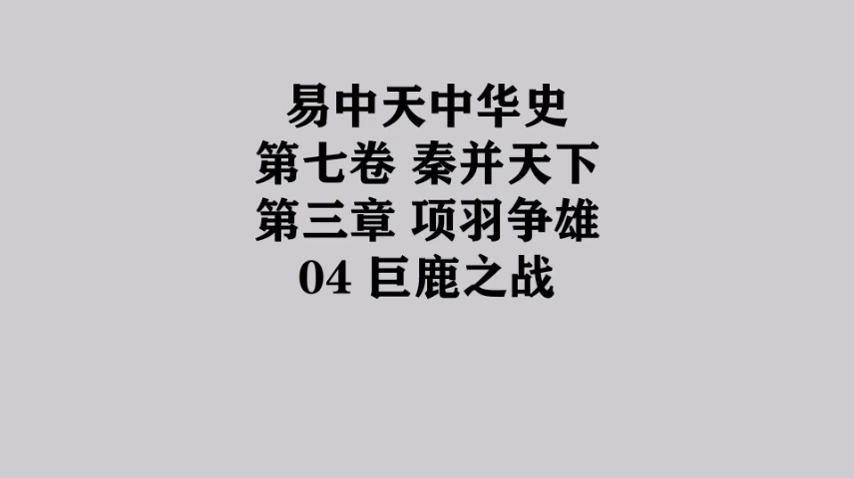 易中天中华史
第七卷 秦并天下
第三章 项羽争雄
04 巨鹿之战